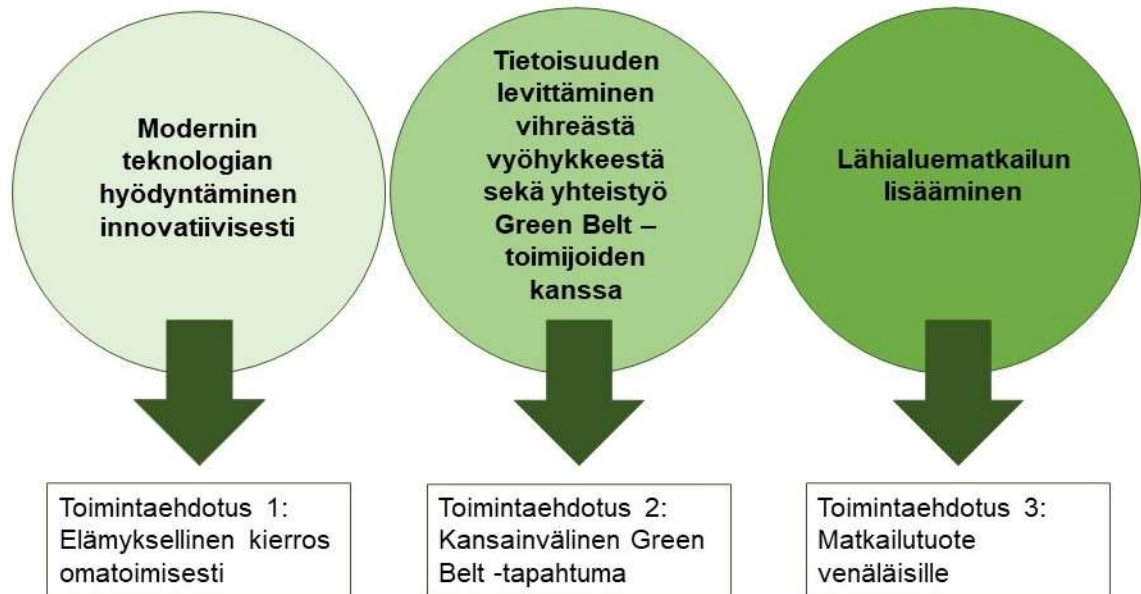 Modernin
teknologian
hyödyntäminen
innovatiivisesti
Tietoisuuden
levittäminen
vihreästä
vyöhykkeestä
sekä yhteistyö
Green Belt –
toimijoiden
kanssa
Lähialuematkailun
lisääminen
Toimintaehdotus 1:
Elämyksellinen kierros
omatoimisesti
Toimintaehdotus 2:
Kansainvälinen Green
Belt -tapahtuma
Toimintaehdotus 3:
Matkailutuote
venäläisille